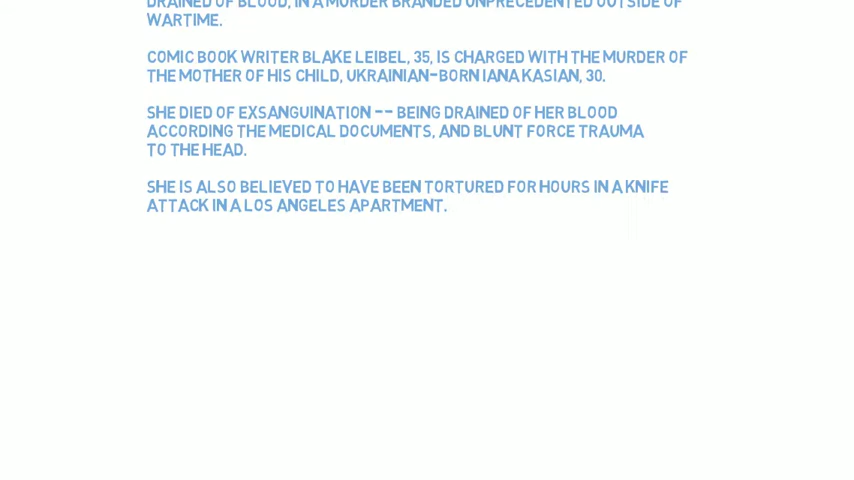 DRAINED OF BLOOD, IN A MURDER BRANDED UNPRECEDENTED OUTSIDE OF
WARTIME.
COMIC BOOK WRITER BLAKE LEIBEL, 35, IS CHARGED WITH THE MURDER OF
THE MOTHER OF HIS CHILD, UKRAINIAN-BORN IANA KASIAN, 30.
SHE DIED OF EXSANGUINATION -- BEING DRAINED OF HER BLOOD
ACCORDING THE MEDICAL DOCUMENTS, AND BLUNT FORCE TRAUMA
TO THE HEAD.
SHE IS ALSO BELIEVED TO HAVE BEEN TORTURED FOR HOURS IN A KNIFE
ATTACK IN A LOS ANGELES APARTMENT.